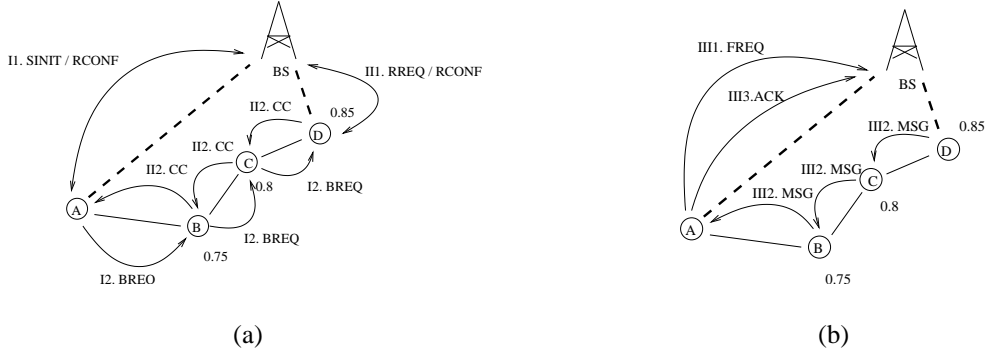 I1. SINIT / RCONF
BS
II1. RREQ / RCONF
II2. CC
0.85
D
II2. CC
C
II2. CC
0.8
I2. BREQ
A
B
I2. BREQ
0.75
I2. BREO
(a)
III1. FREQ
BS
III3.ACK
0.85
III2. MSG
D
III2. MSG
C
III2. MSG
0.8
A
B
0.75
(b)